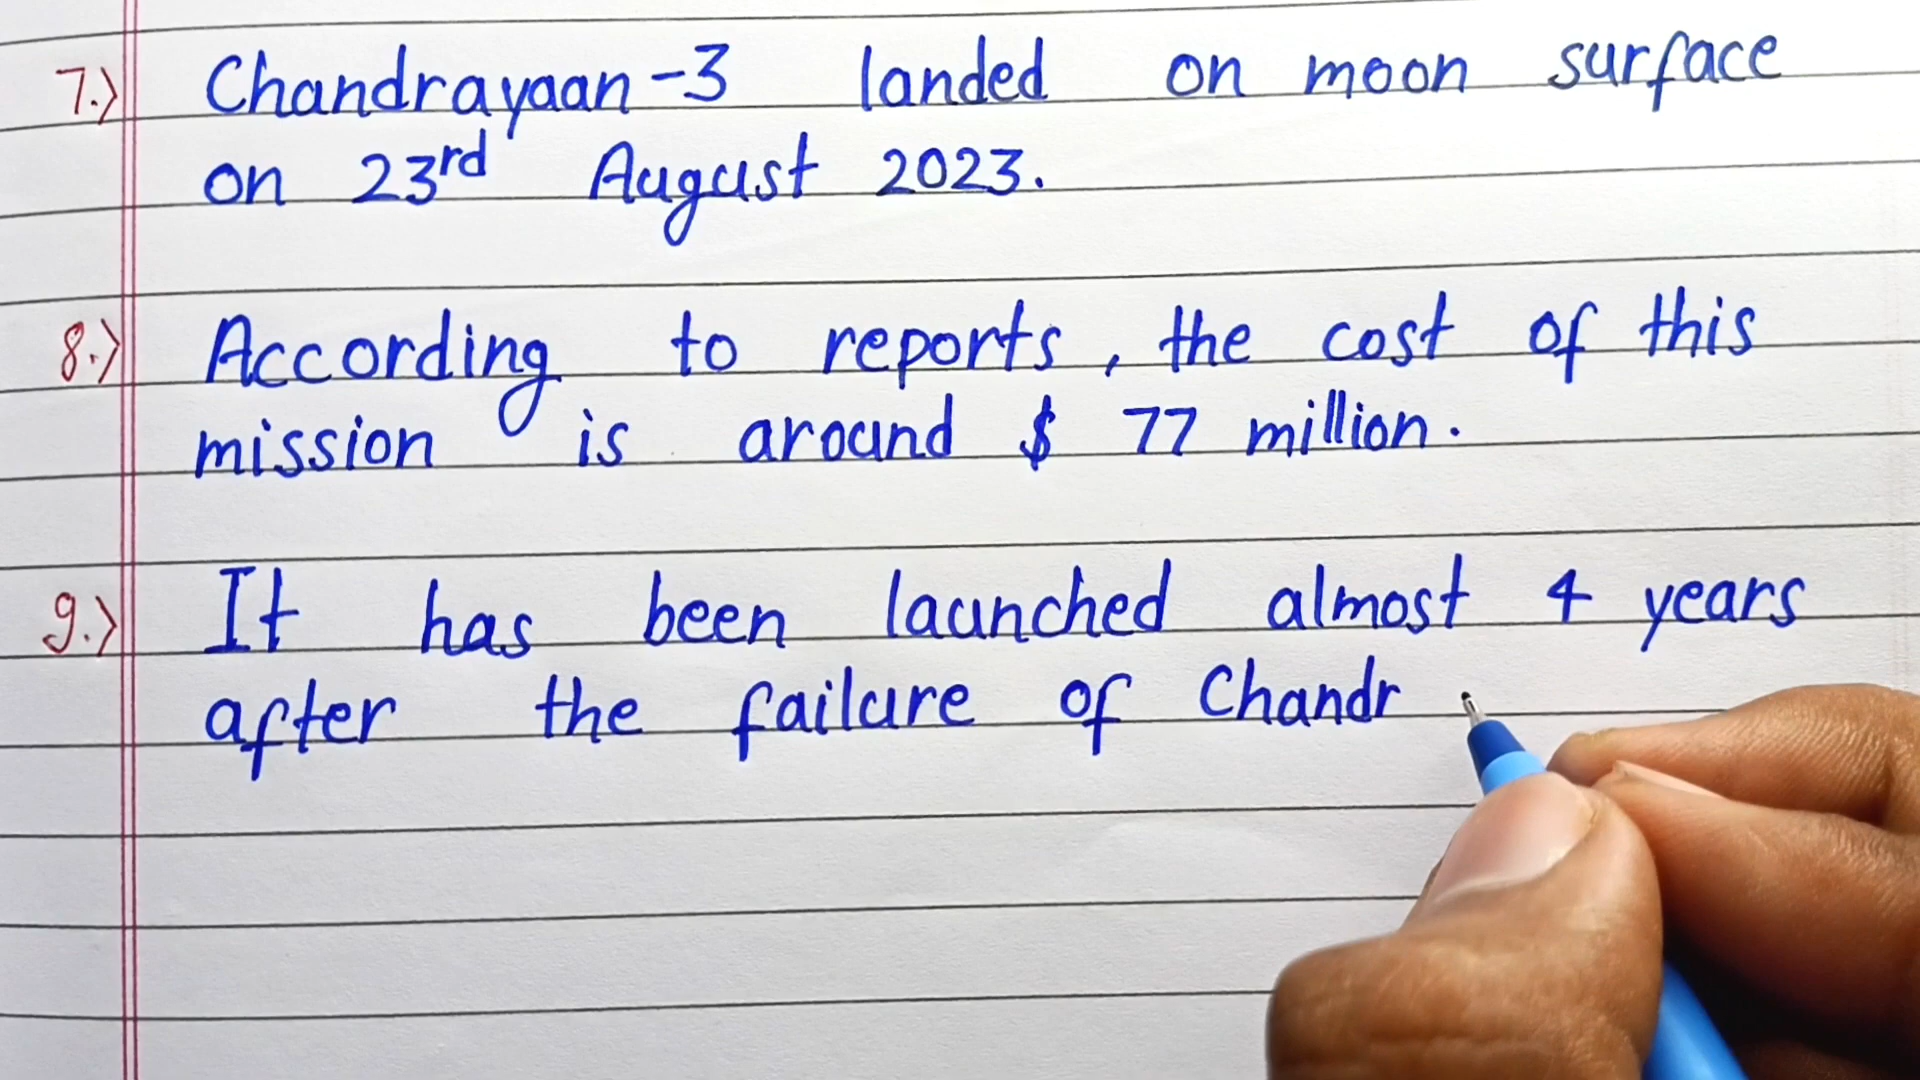 7.) Chandrayaan-3 landed on moon surface
on 23rd August 2023.
8.) According to reports, the cost of this
mission is around $ 77 million.
9.) It has been launched almost 4 years
after the failure of Chandr